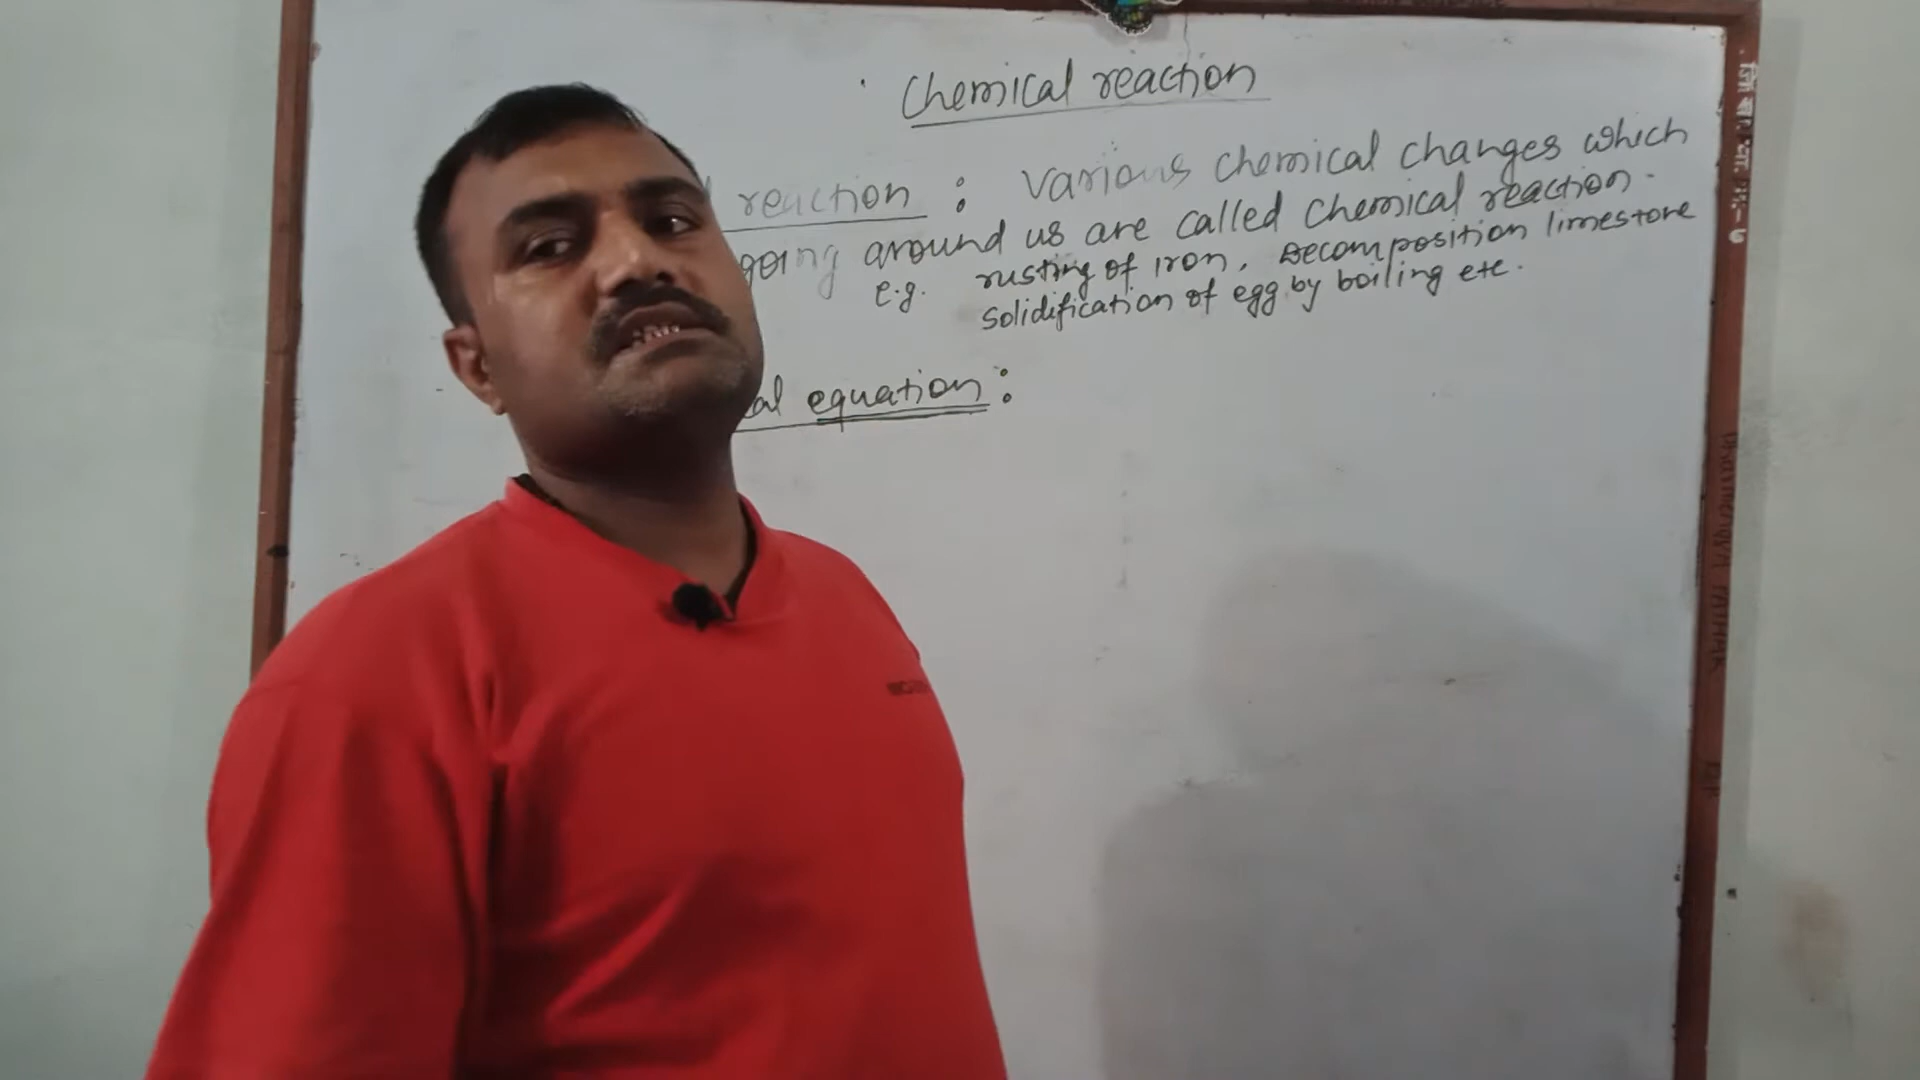 Chemical reaction
reaction : Various chemical changes which
going around us are called Chemical reaction.
e.g. rusting of iron, Decomposition limestone
solidification of egg by boiling etc.
al equation :